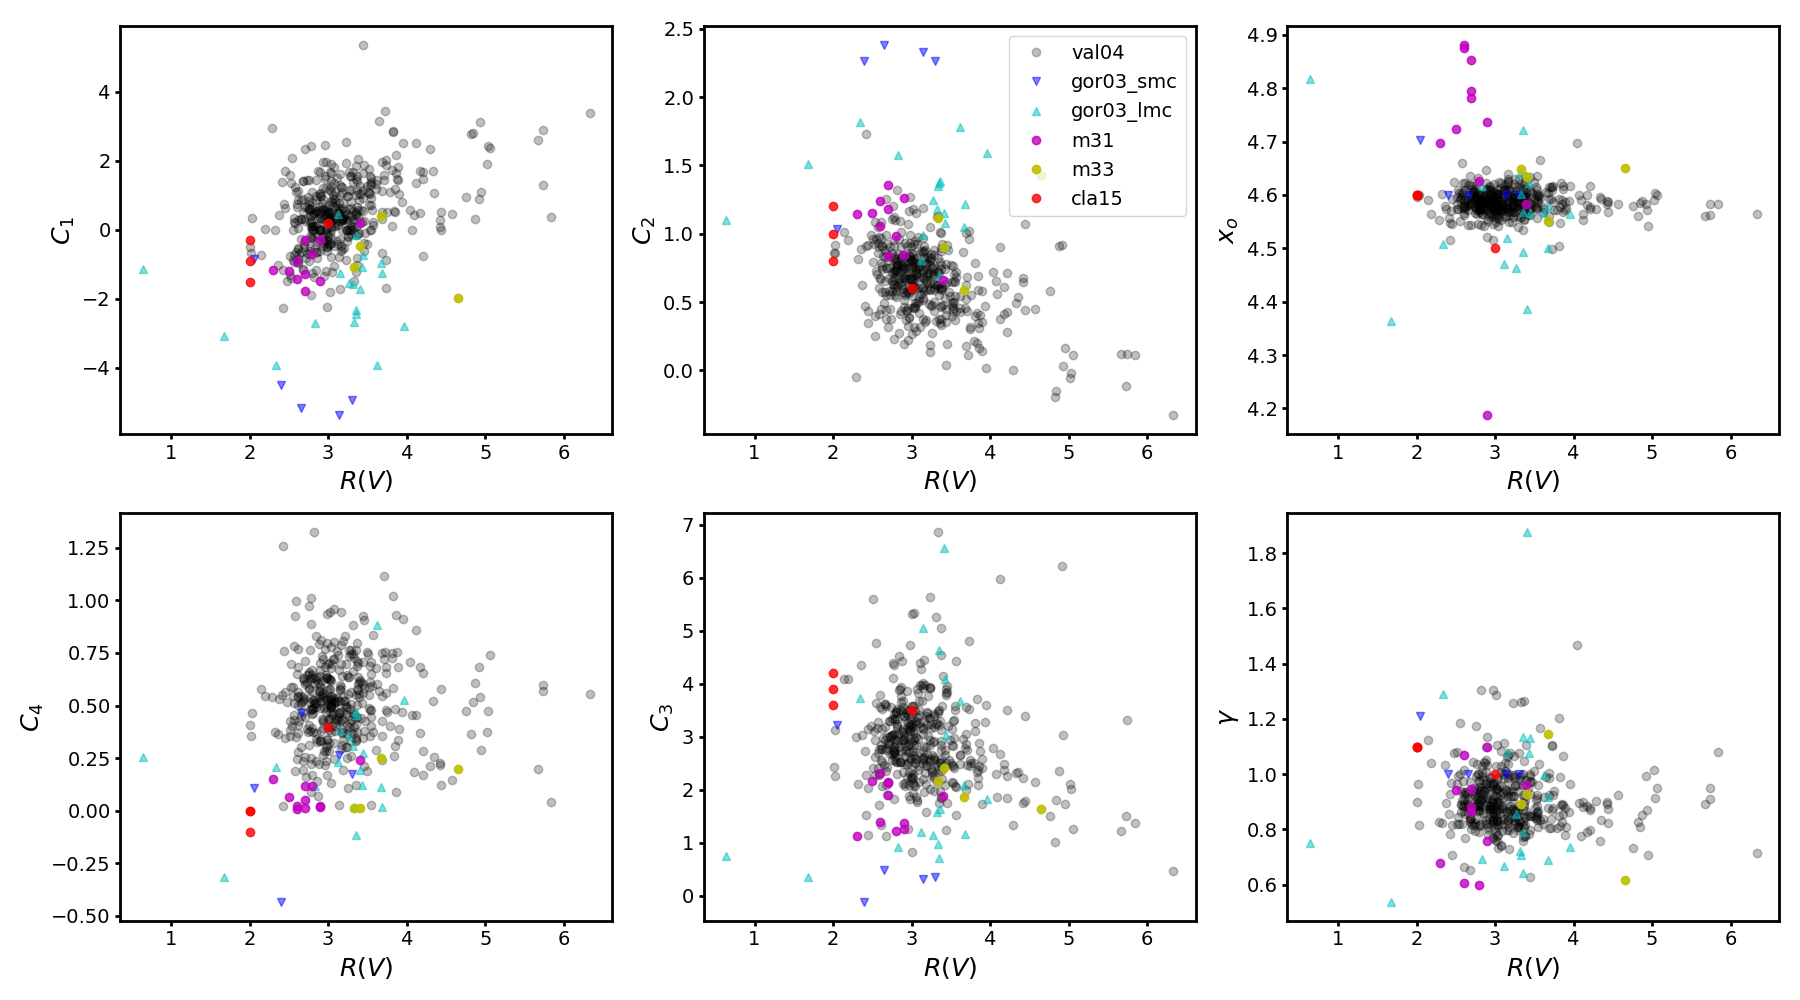 C1
4
2
0
−2
−4
1 2 3 4 5 6
R(V)
C2
2.5
2.0
1.5
1.0
0.5
0.0
val04
gor03_smc
gor03_lmc
m31
m33
cla15
1 2 3 4 5 6
R(V)
xo
4.9
4.8
4.7
4.6
4.5
4.4
4.3
4.2
1 2 3 4 5 6
R(V)
C4
1.25
1.00
0.75
0.50
0.25
0.00
−0.25
−0.50
1 2 3 4 5 6
R(V)
C3
7
6
5
4
3
2
1
0
1 2 3 4 5 6
R(V)
γ
1.8
1.6
1.4
1.2
1.0
0.8
0.6
1 2 3 4 5 6
R(V)